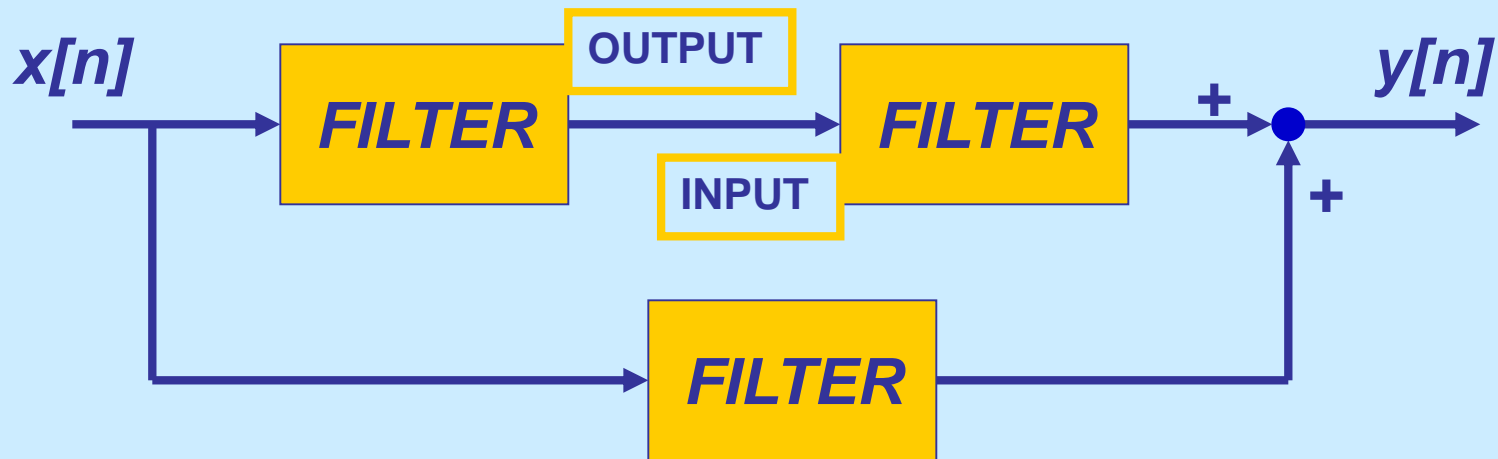 x[n]
FILTER
OUTPUT
INPUT
FILTER
+
y[n]
+
FILTER